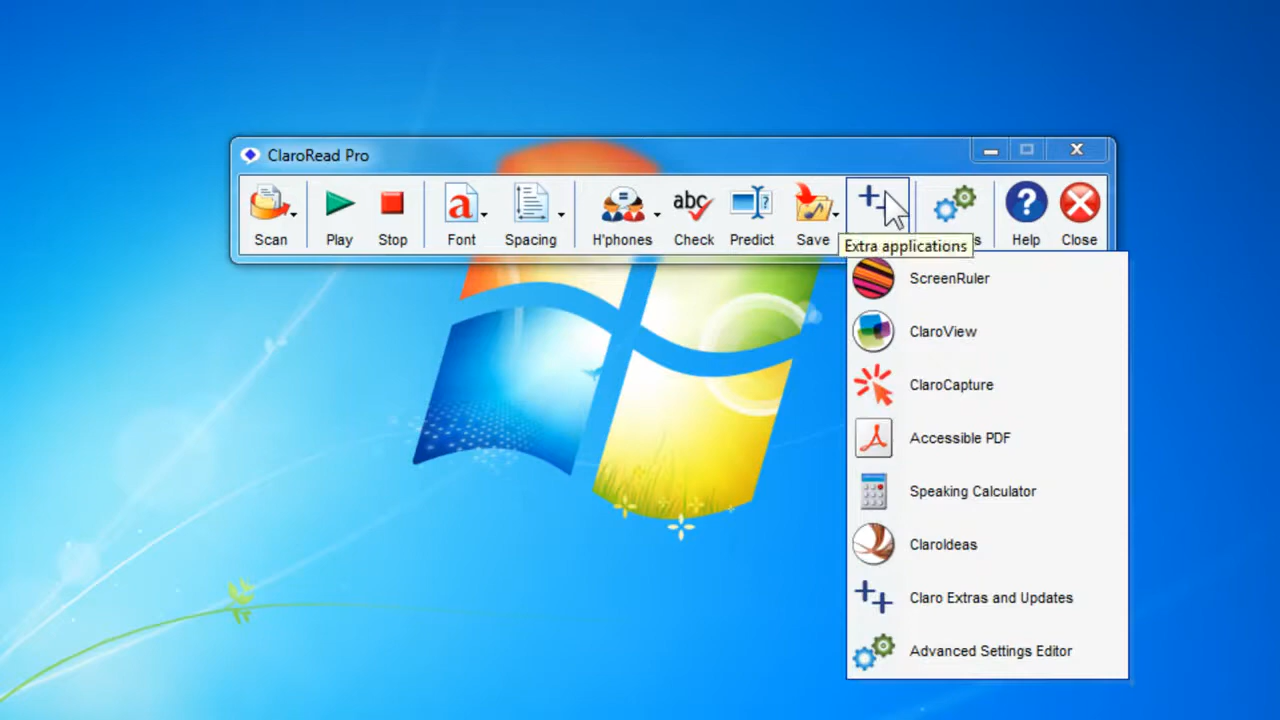 ClaroRead Pro
Scan Play Stop Font Spacing H'phones Check Predict Save Help Close
Extra applications
ScreenRuler
ClaroView
ClaroCapture
Accessible PDF
Speaking Calculator
ClaroIdeas
Claro Extras and Updates
Advanced Settings Editor